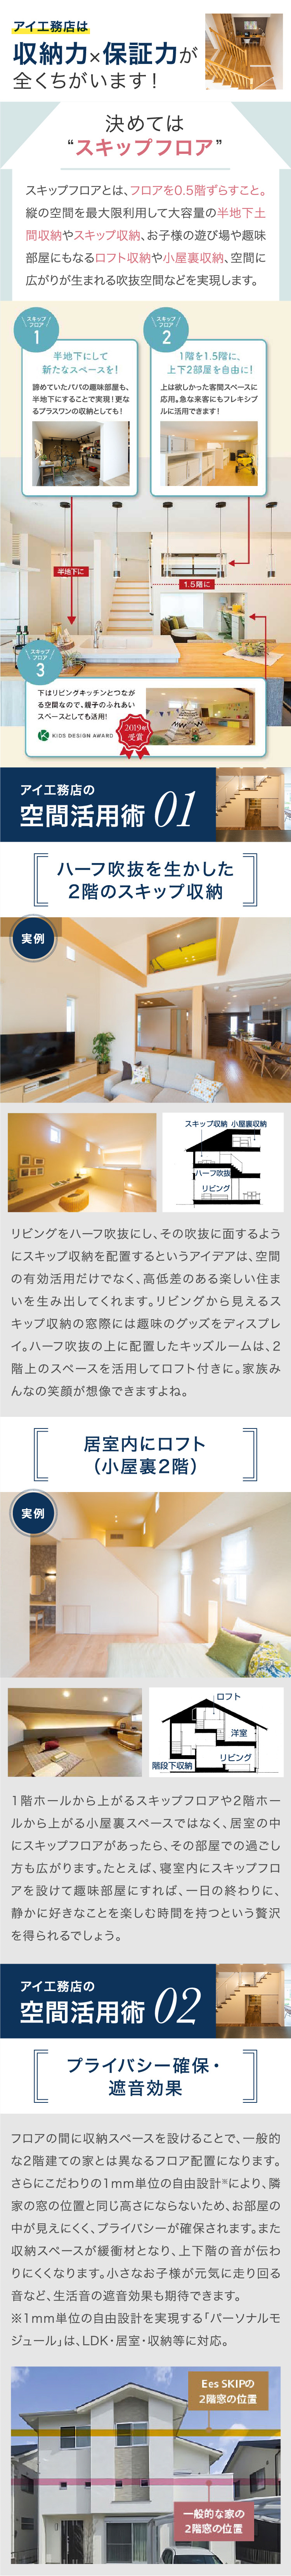 アイ工務店は
収納力×保証力が
全くちがいます！
決めては
“スキップフロア”
スキップフロアとは、フロアを0.5階ずらすこと。
縦の空間を最大限利用して大容量の半地下土
間収納やスキップ収納、お子様の遊び場や趣味
部屋にもなるロフト収納や小屋裏収納、空間に
広がりが生まれる吹抜空間などを実現します。
スキップ
フロア
1
半地下にして
新たなスペースを！
諦めていたパパの趣味部屋も、
半地下にすることで実現！更な
るプラスワンの収納としても！
スキップ
フロア
2
1階を1.5階に、
上下2部屋を自由に！
上は欲しかった客間スペースに
応用。急な来客にもフレキシブ
ルに活用できます！
半地下に
1.5階に
スキップ
フロア
3
下はリビングキッチンとつなが
る空間なので、親子のふれあい
スペースとしても活用！
KIDS DESIGN AWARD
2019年
受賞
アイ工務店の
空間活用術 01
ハーフ吹抜を生かした
2階のスキップ収納
実例
スキップ収納 小屋裏収納
ハーフ吹抜
リビング
リビングをハーフ吹抜にし、その吹抜に面するよう
にスキップ収納を配置するというアイデアは、空間
の有効活用だけでなく、高低差のある楽しい住ま
いを生み出してくれます。リビングから見えるス
キップ収納の窓際には趣味のグッズをディスプレ
イ。ハーフ吹抜の上に配置したキッズルームは、2
階上のスペースを活用してロフト付きに。家族み
んなの笑顔が想像できますよね。
居室内にロフト
（小屋裏2階）
実例
ロフト
洋室
リビング
階段下収納
1階ホールから上がるスキップフロアや2階ホー
ルから上がる小屋裏スペースではなく、居室の中
にスキップフロアがあったら、その部屋での過ごし
方も広がります。たとえば、寝室内にスキップフロ
アを設けて趣味部屋にすれば、一日の終わりに、
静かに好きなことを楽しむ時間を持つという贅沢
を得られるでしょう。
アイ工務店の
空間活用術 02
プライバシー確保・
遮音効果
フロアの間に収納スペースを設けることで、一般的
な2階建ての家とは異なるフロア配置になります。
さらにこだわりの1mm単位の自由設計※により、隣
家の窓の位置と同じ高さにならないため、お部屋の
中が見えにくく、プライバシーが確保されます。また
収納スペースが緩衝材となり、上下階の音が伝わ
りにくくなります。小さなお子様が元気に走り回る
音など、生活音の遮音効果も期待できます。
※1mm単位の自由設計を実現する「パーソナルモ
ジュール」は、LDK・居室・収納等に対応。
Ees SKIPの
2階窓の位置
一般的な家の
2階窓の位置